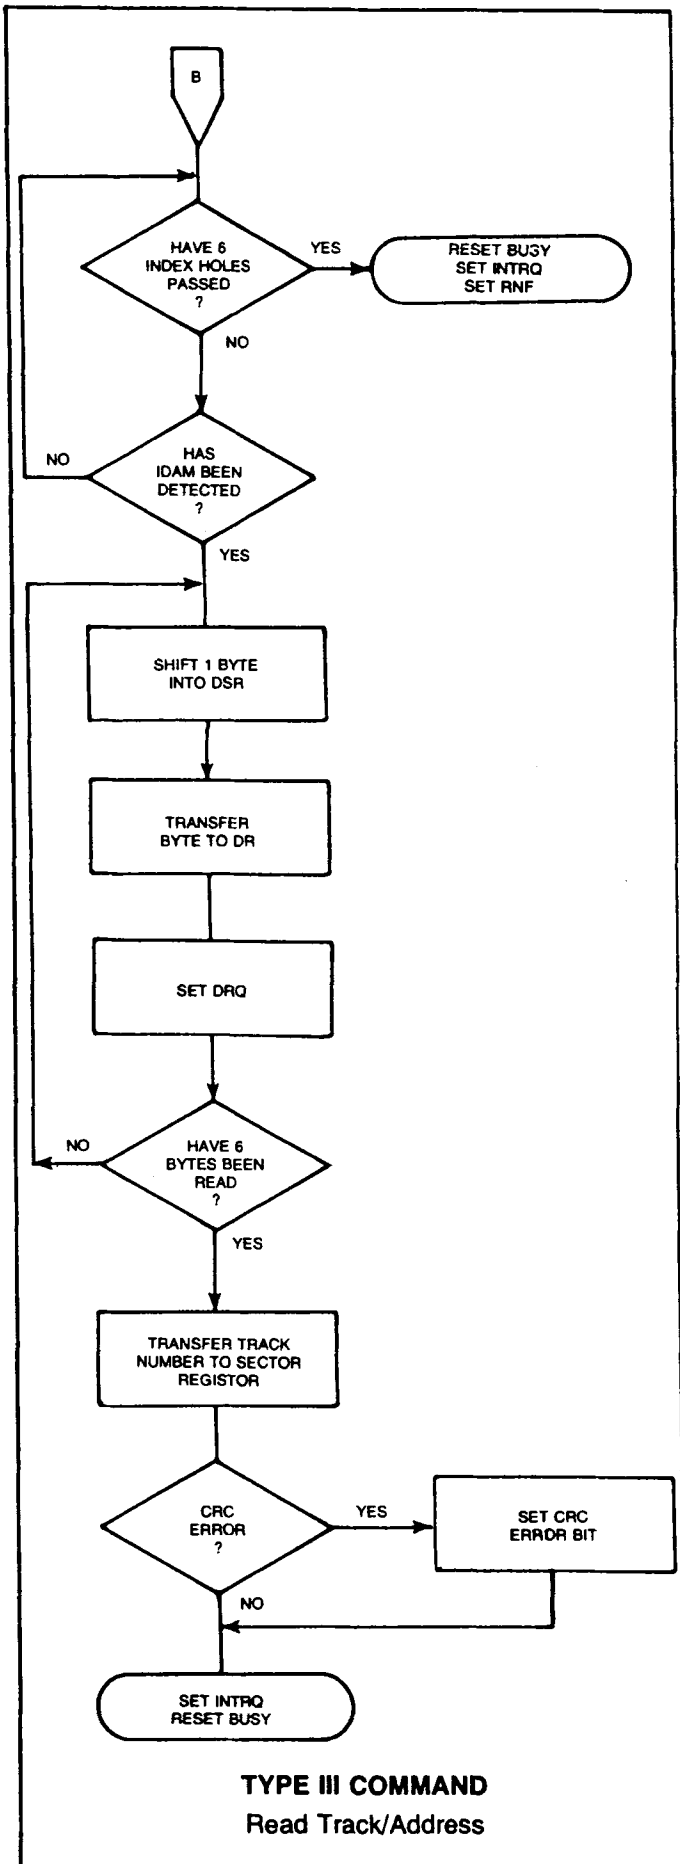 B
HAVE 6
INDEX HOLES
PASSED
?
YES
RESET BUSY
SET INTRQ
SET RNF
NO
HAS
IDAM BEEN
DETECTED
?
NO
YES
SHIFT 1 BYTE
INTO DSR
TRANSFER
BYTE TO DR
SET DRQ
HAVE 6
BYTES BEEN
READ
?
NO
YES
TRANSFER TRACK
NUMBER TO SECTOR
REGISTOR
CRC
ERROR
?
YES
SET CRC
ERROR BIT
NO
SET INTRQ
RESET BUSY
TYPE III COMMAND
Read Track/Address